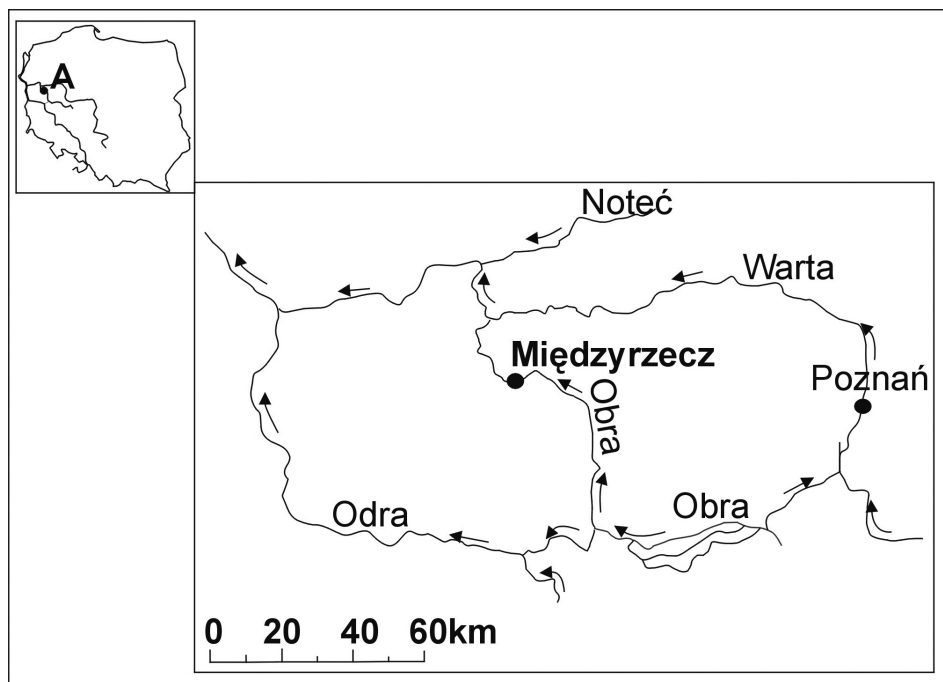 A
Noteć
Warta
Międzyrzecz
Poznań
Obra
Obra
Odra
0 20 40 60km